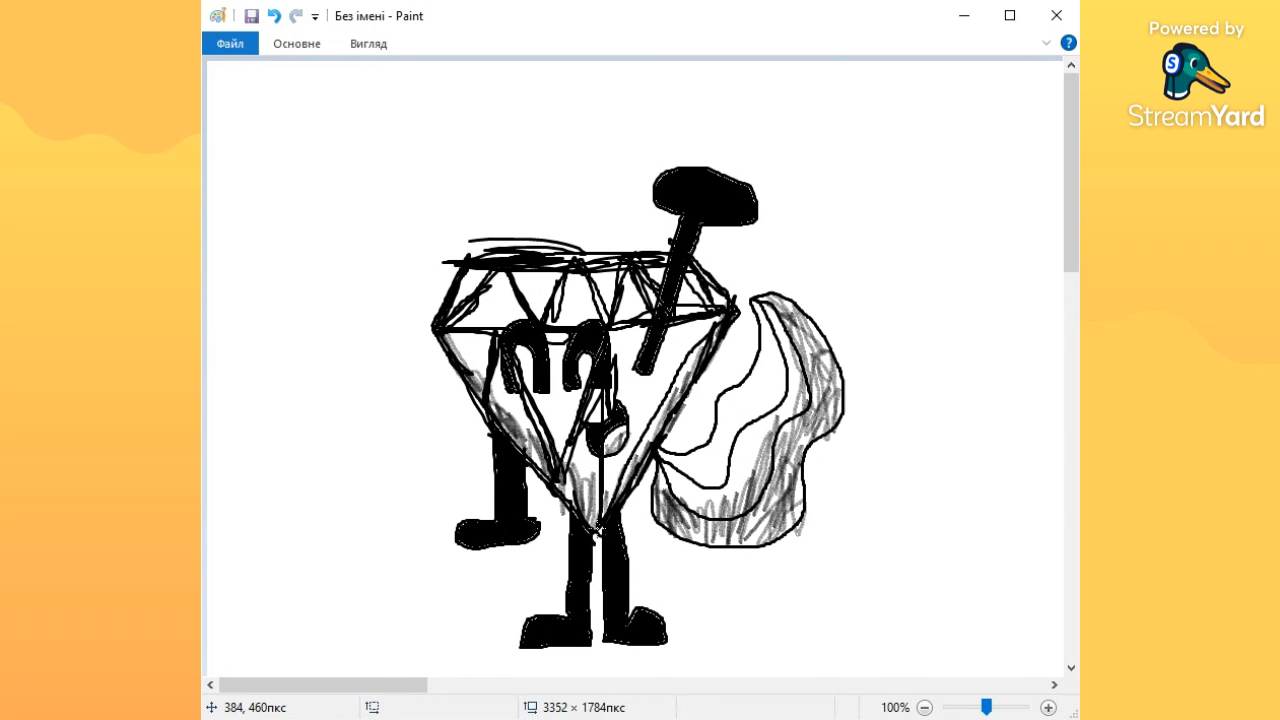 Без імені - Paint
Powered by
Файл Основне Вигляд
S
StreamYard
384, 460пкс 3352 × 1784пкс 100%